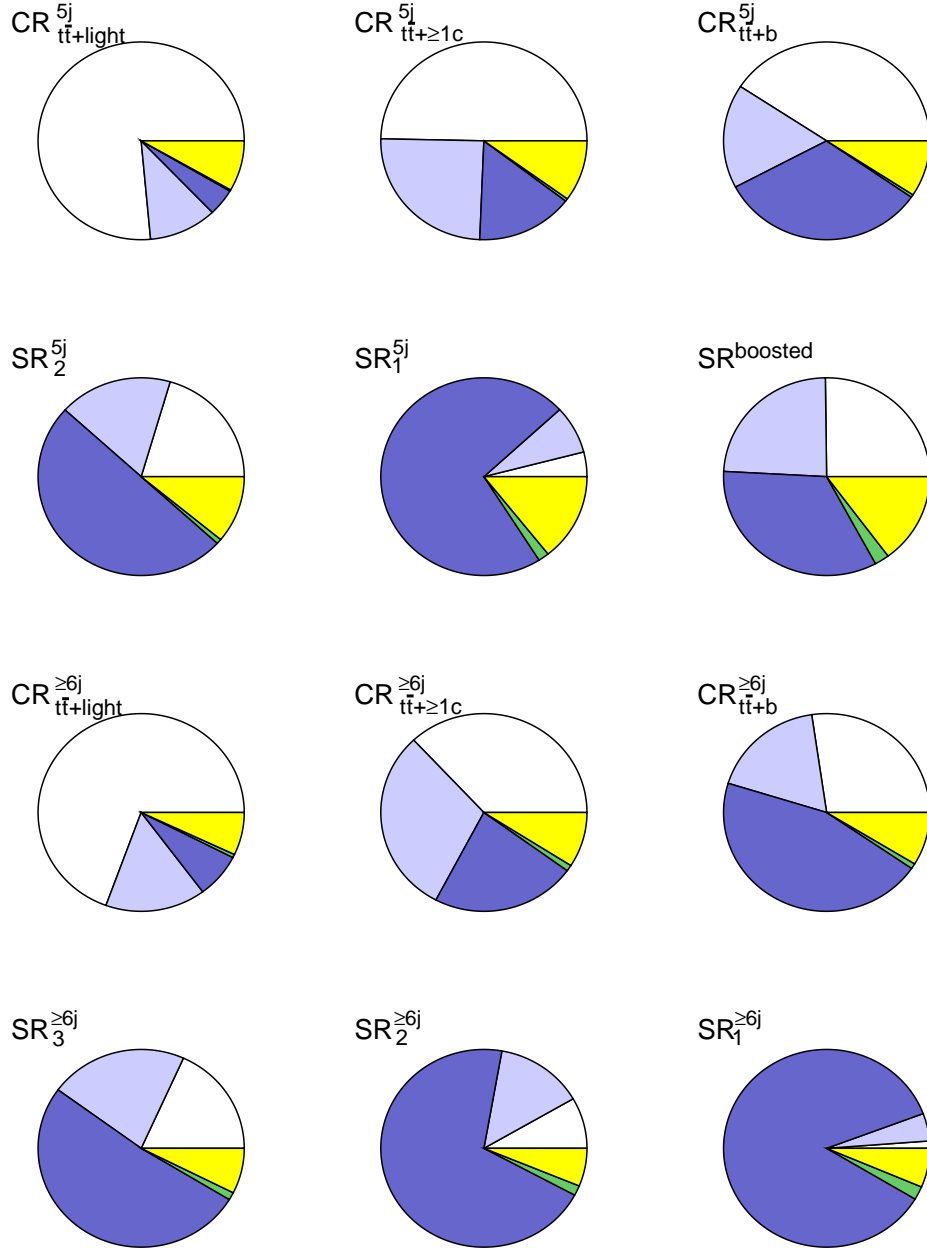 CR 5j tt̄+light
CR 5j tt̄+≥1c
CR 5j tt̄+b
SR 5j 2
SR 5j 1
SR boosted
CR ≥6j tt̄+light
CR ≥6j tt̄+≥1c
CR ≥6j tt̄+b
SR ≥6j 3
SR ≥6j 2
SR ≥6j 1